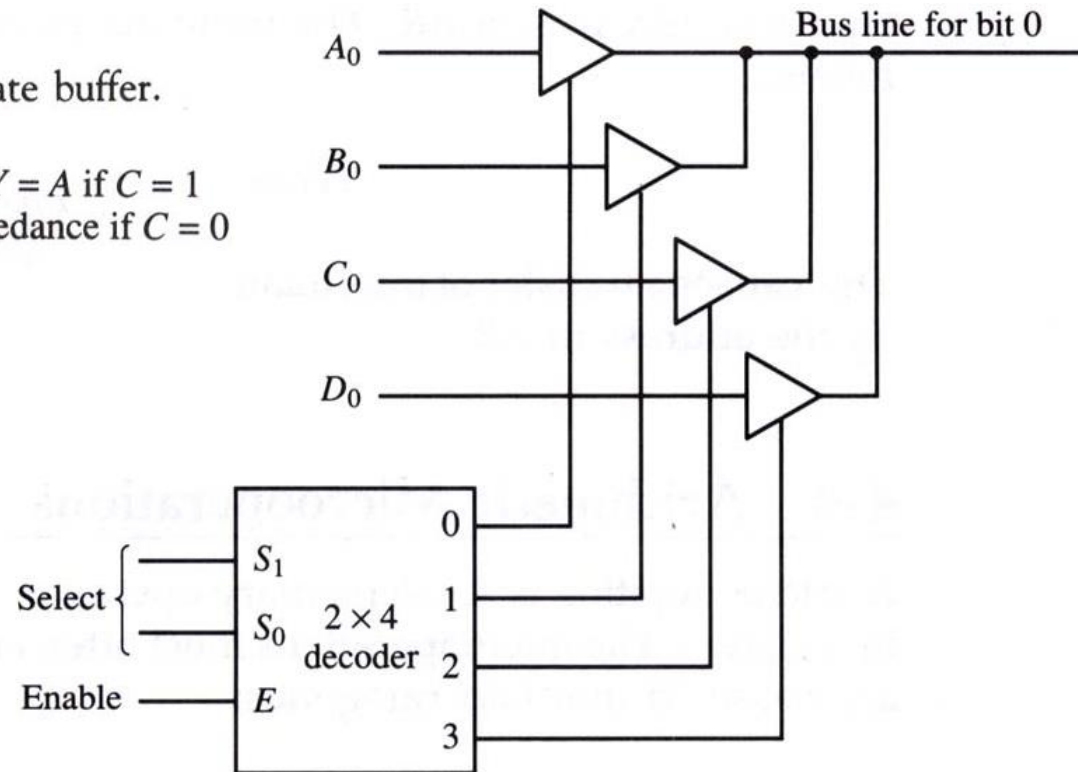 Bus line for bit 0
A₀
ate buffer.
B₀
Y = A if C = 1
edance if C = 0
C₀
D₀
0
S₁
Select
1
S₀
2 × 4
decoder
2
Enable
E
3